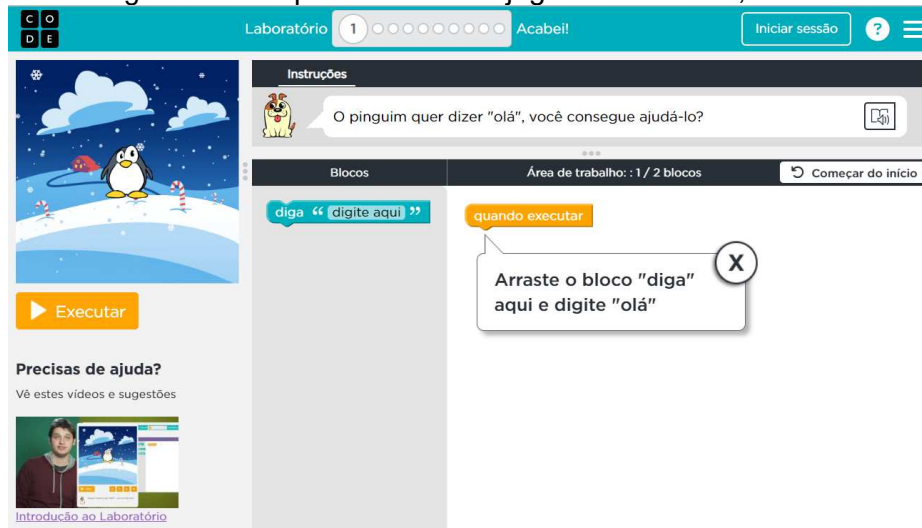 C O
D E
Laboratório 1 Acabei!
Iniciar sessão
?
Instruções
O pinguim quer dizer "olá", você consegue ajudá-lo?
Blocos
Área de trabalho: : 1 / 2 blocos
Começar do início
diga “ digite aqui ”
quando executar
X
Arraste o bloco "diga"
aqui e digite "olá"
Executar
Precisas de ajuda?
Vê estes vídeos e sugestões
Introdução ao Laboratório